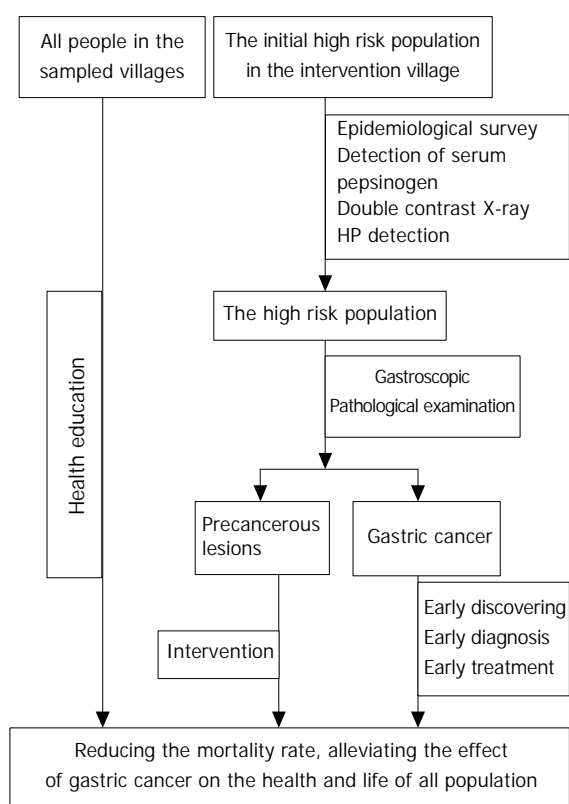 All people in the
sampled villages
The initial high risk population
in the intervention village
Epidemiological survey
Detection of serum
pepsinogen
Double contrast X-ray
HP detection
The high risk population
Health education
Gastroscopic
Pathological examination
Precancerous
lesions
Gastric cancer
Intervention
Early discovering
Early diagnosis
Early treatment
Reducing the mortality rate, alleviating the effect
of gastric cancer on the health and life of all population